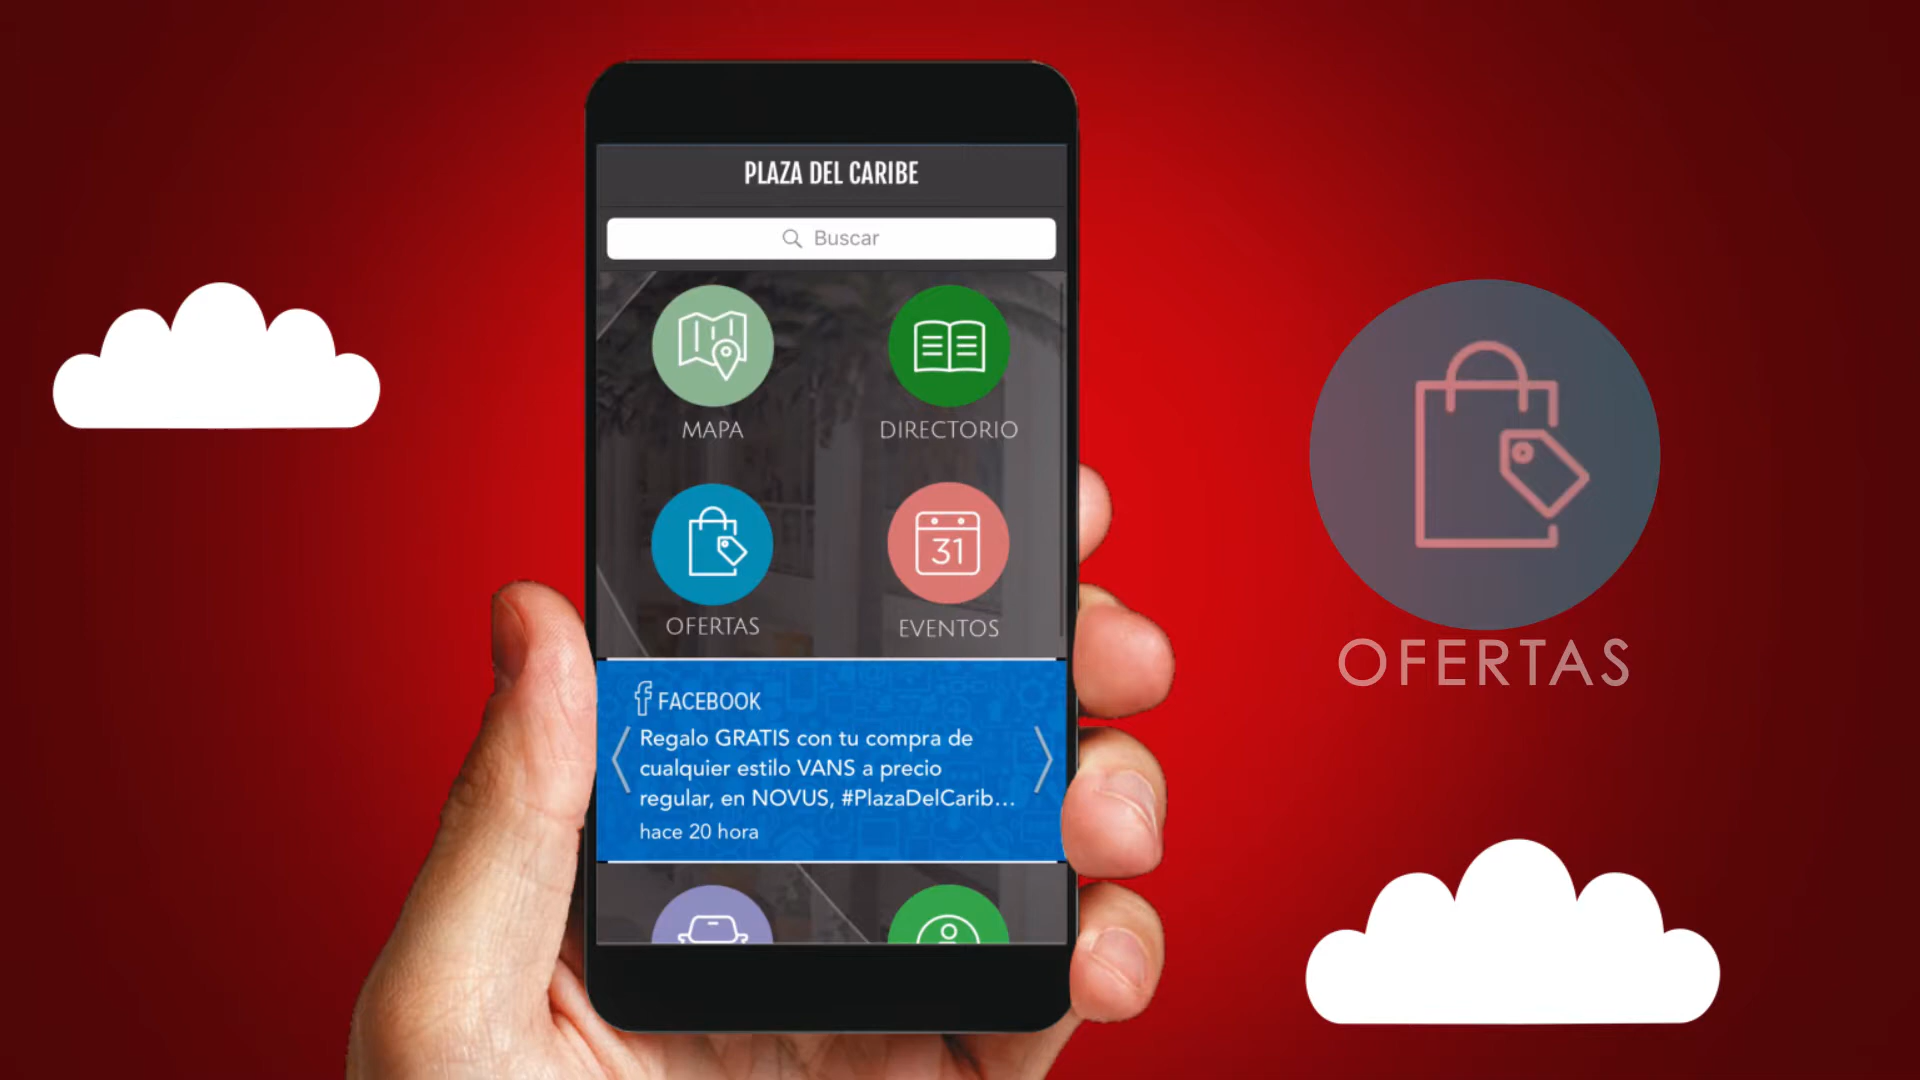 PLAZA DEL CARIBE
Buscar
MAPA
DIRECTORIO
OFERTAS
EVENTOS
31
f FACEBOOK
Regalo GRATIS con tu compra de
cualquier estilo VANS a precio
regular, en NOVUS, #PlazaDelCarib...
hace 20 hora
OFERTAS